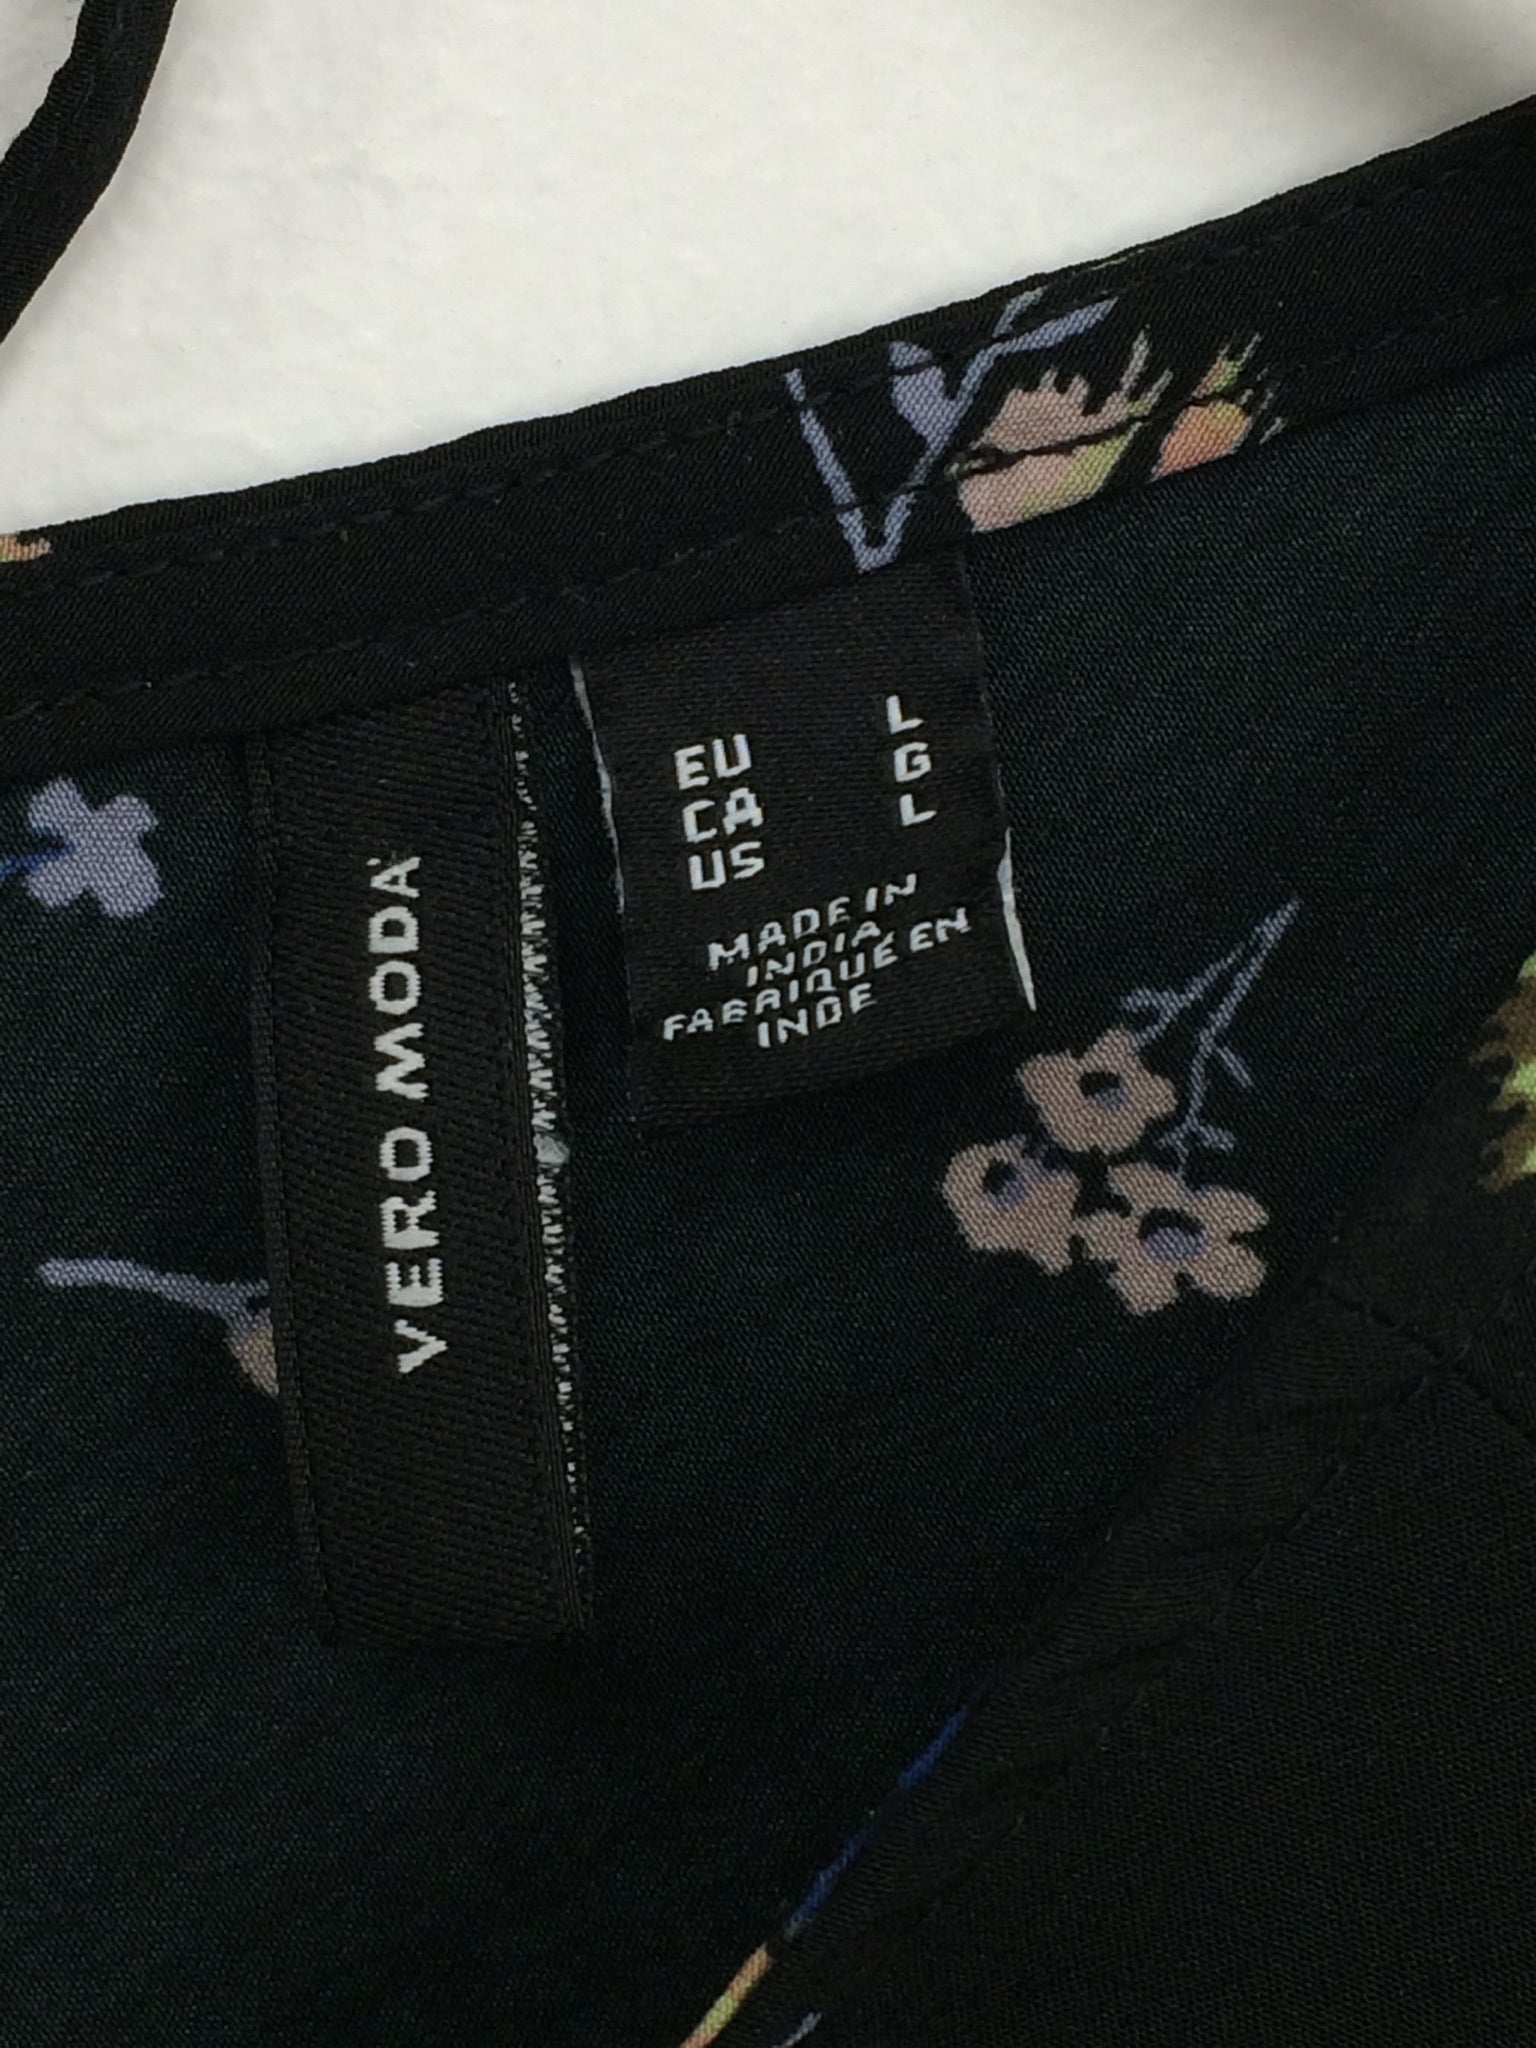 VERO MODA
EU L
CA G
US L
MADE IN
INDIA,
FABRIQUÉ EN
INDE